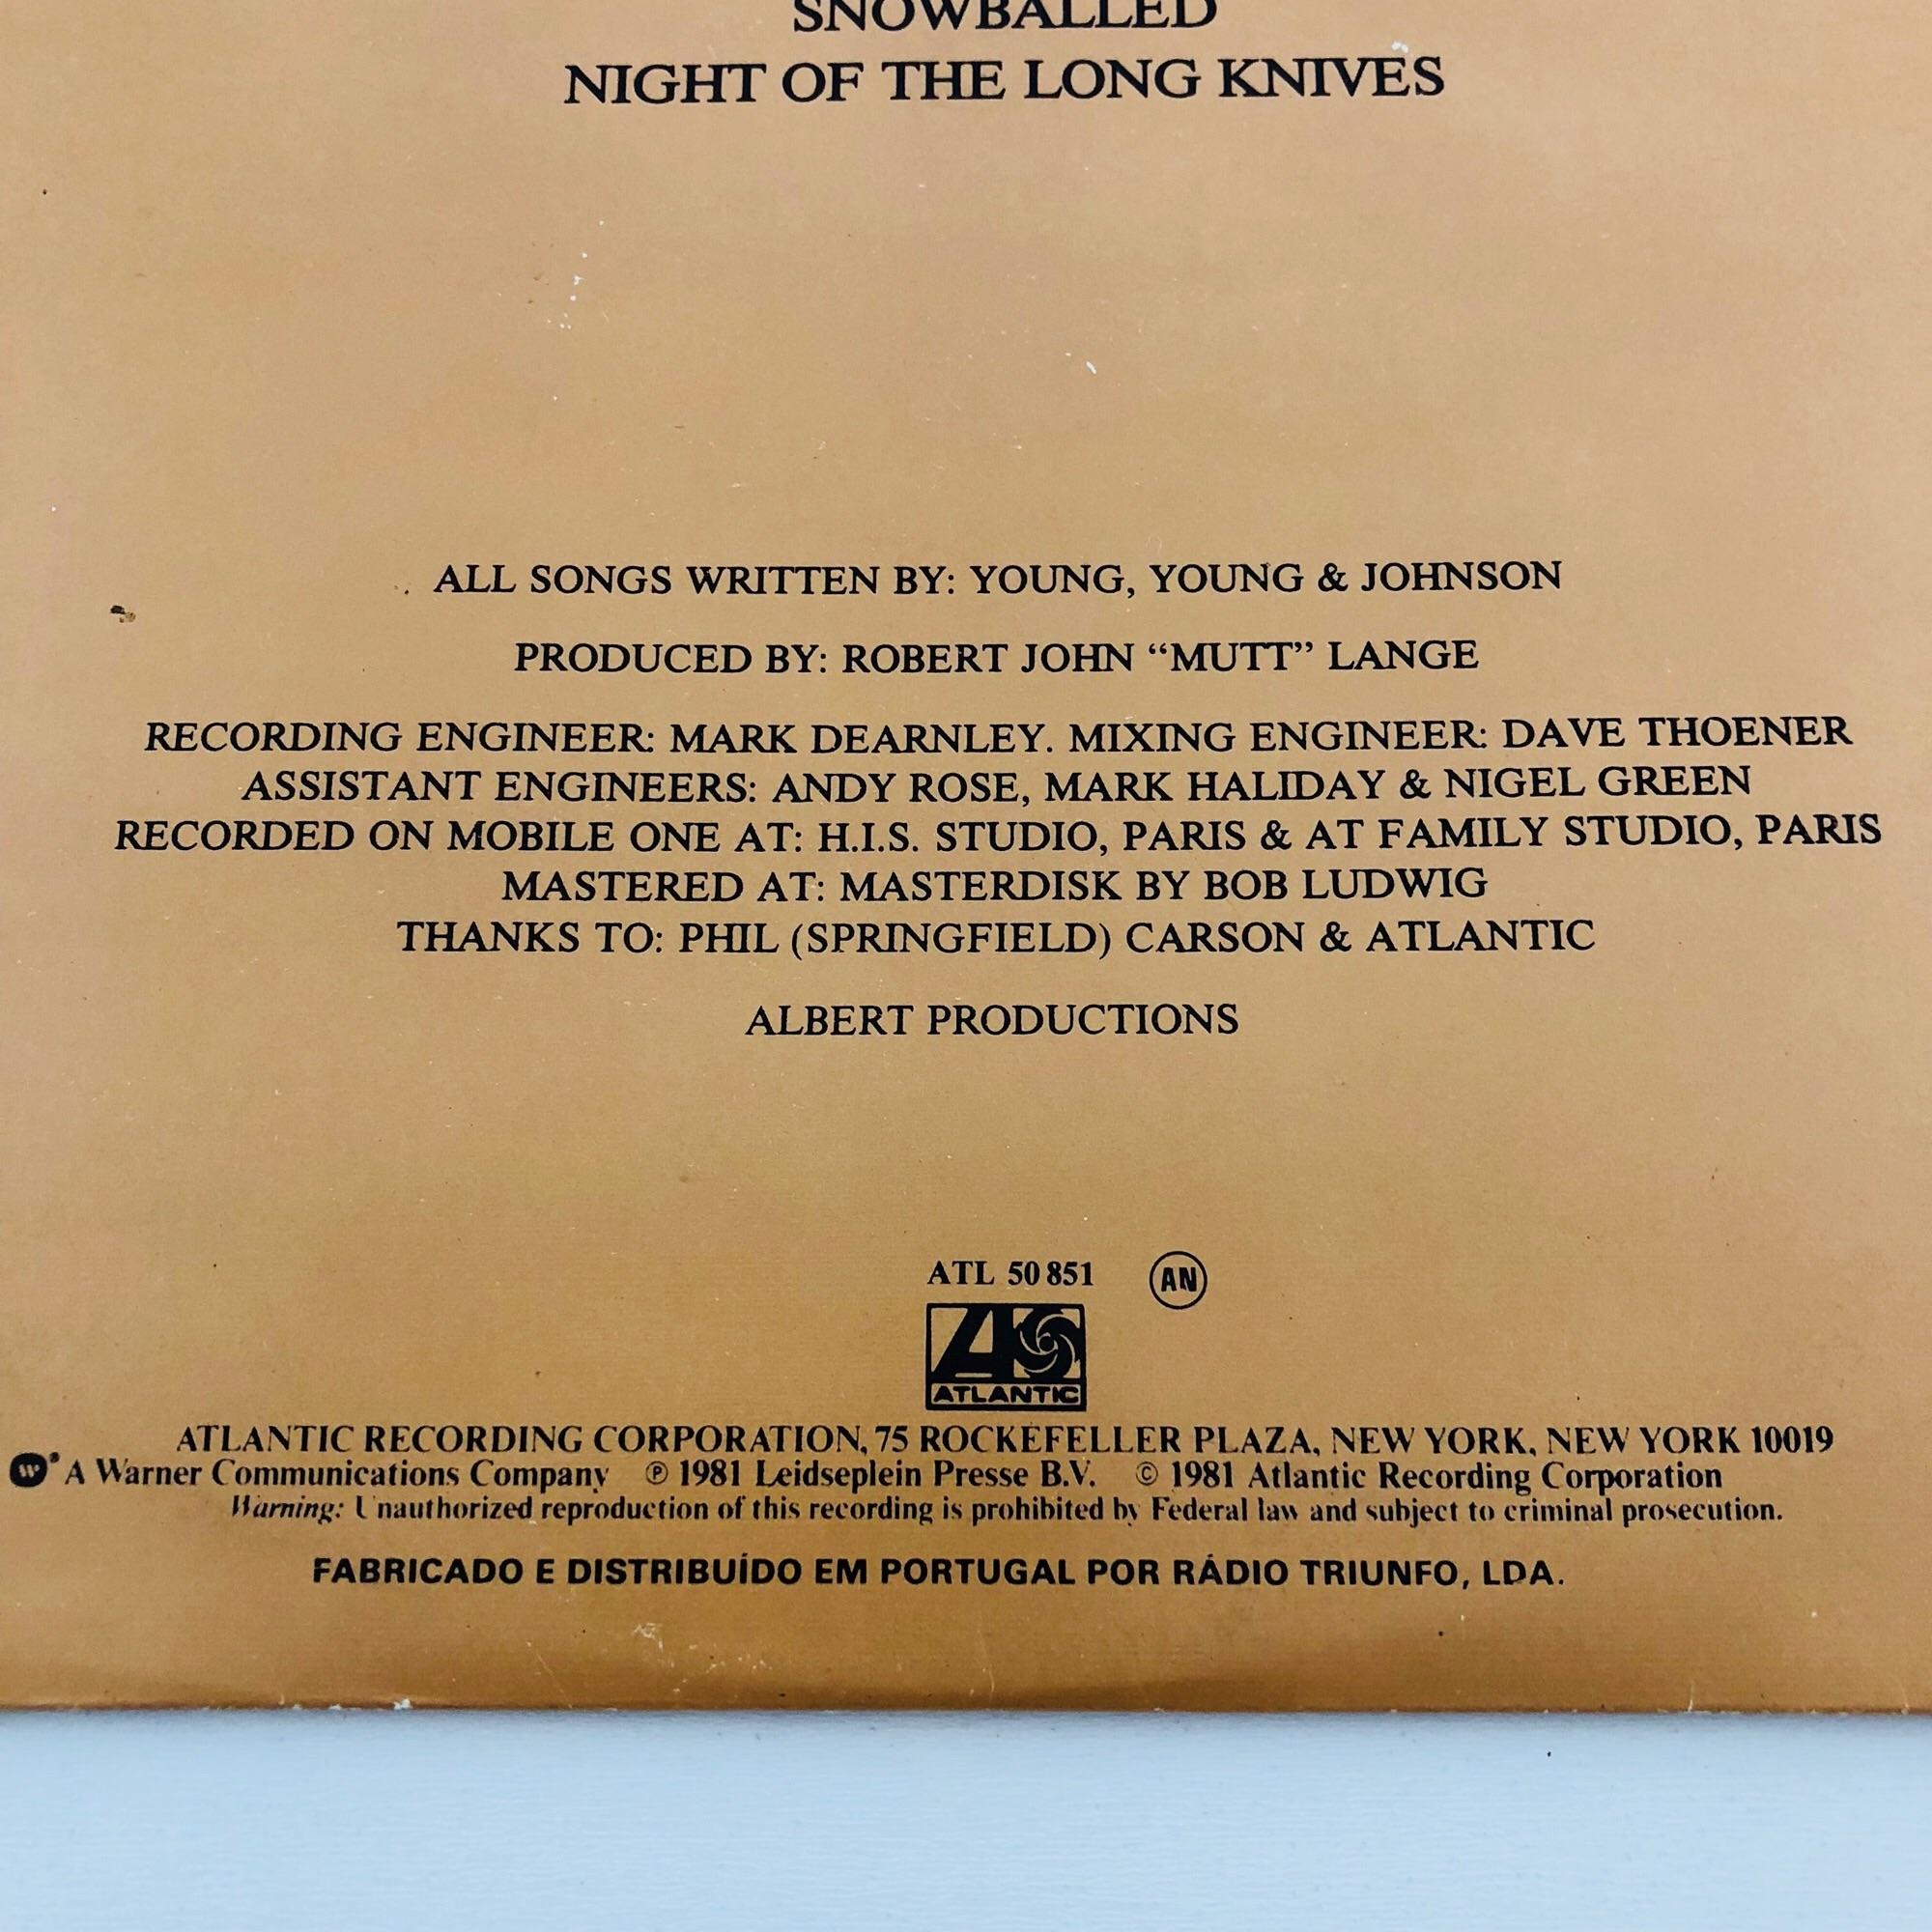 SNOWBALLED
NIGHT OF THE LONG KNIVES
ALL SONGS WRITTEN BY: YOUNG, YOUNG & JOHNSON
PRODUCED BY: ROBERT JOHN “MUTT” LANGE
RECORDING ENGINEER: MARK DEARNLEY. MIXING ENGINEER: DAVE THOENER
ASSISTANT ENGINEERS: ANDY ROSE, MARK HALIDAY & NIGEL GREEN
RECORDED ON MOBILE ONE AT: H.I.S. STUDIO, PARIS & AT FAMILY STUDIO, PARIS
MASTERED AT: MASTERDISK BY BOB LUDWIG
THANKS TO: PHIL (SPRINGFIELD) CARSON & ATLANTIC
ALBERT PRODUCTIONS
ATL 50 851 AN
ATLANTIC
ATLANTIC RECORDING CORPORATION, 75 ROCKEFELLER PLAZA, NEW YORK, NEW YORK 10019
A Warner Communications Company ℗ 1981 Leidseplein Presse B.V. © 1981 Atlantic Recording Corporation
Warning: Unauthorized reproduction of this recording is prohibited by Federal law and subject to criminal prosecution.
FABRICADO E DISTRIBUÍDO EM PORTUGAL POR RÁDIO TRIUNFO, LDA.